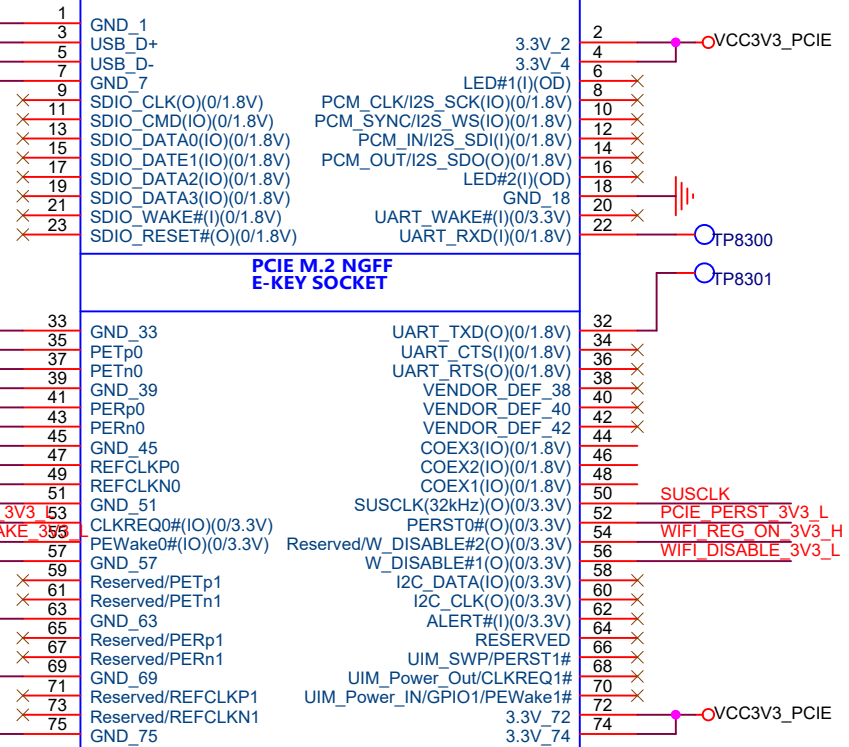 1 GND_1
3 USB_D+ 3.3V_2 2 VCC3V3_PCIE
5 USB_D- 3.3V_4 4
7 GND_7 LED#1(I)(OD) 6
9 SDIO_CLK(O)(0/1.8V) PCM_CLK/I2S_SCK(IO)(0/1.8V) 8
11 SDIO_CMD(IO)(0/1.8V) PCM_SYNC/I2S_WS(IO)(0/1.8V) 10
13 SDIO_DATA0(IO)(0/1.8V) PCM_IN/I2S_SDI(I)(0/1.8V) 12
15 SDIO_DATE1(IO)(0/1.8V) PCM_OUT/I2S_SDO(O)(0/1.8V) 14
17 SDIO_DATA2(IO)(0/1.8V) LED#2(I)(OD) 16
19 SDIO_DATA3(IO)(0/1.8V) GND_18 18
21 SDIO_WAKE#(I)(0/1.8V) UART_WAKE#(I)(0/3.3V) 20
23 SDIO_RESET#(O)(0/1.8V) UART_RXD(I)(0/1.8V) 22 TP8300
PCIE M.2 NGFF
E-KEY SOCKET
TP8301
33 GND_33 UART_TXD(O)(0/1.8V) 32
35 PETp0 UART_CTS(I)(0/1.8V) 34
37 PETn0 UART_RTS(O)(0/1.8V) 36
39 GND_39 VENDOR_DEF_38 38
41 PERp0 VENDOR_DEF_40 40
43 PERn0 VENDOR_DEF_42 42
45 GND_45 COEX3(IO)(0/1.8V) 44
47 REFCLKP0 COEX2(IO)(0/1.8V) 46
49 REFCLKN0 COEX1(IO)(0/1.8V) 48
51 GND_51 SUSCLK(32kHz)(O)(0/3.3V) 50 SUSCLK
3V3_L 53 CLKREQ0#(IO)(0/3.3V) PERST0#(O)(0/3.3V) 52 PCIE_PERST_3V3_L
AKE_3V3_L 55 PEWake0#(IO)(0/3.3V) Reserved/W_DISABLE#2(O)(0/3.3V) 54 WIFI_REG_ON_3V3_H
57 GND_57 W_DISABLE#1(O)(0/3.3V) 56 WIFI_DISABLE_3V3_L
59 Reserved/PETp1 I2C_DATA(IO)(0/3.3V) 58
61 Reserved/PETn1 I2C_CLK(O)(0/3.3V) 60
63 GND_63 ALERT#(I)(0/3.3V) 62
65 Reserved/PERp1 RESERVED 64
67 Reserved/PERn1 UIM_SWP/PERST1# 66
69 GND_69 UIM_Power_Out/CLKREQ1# 68
71 Reserved/REFCLKP1 UIM_Power_IN/GPIO1/PEWake1# 70
73 Reserved/REFCLKN1 3.3V_72 72 VCC3V3_PCIE
75 GND_75 3.3V_74 74